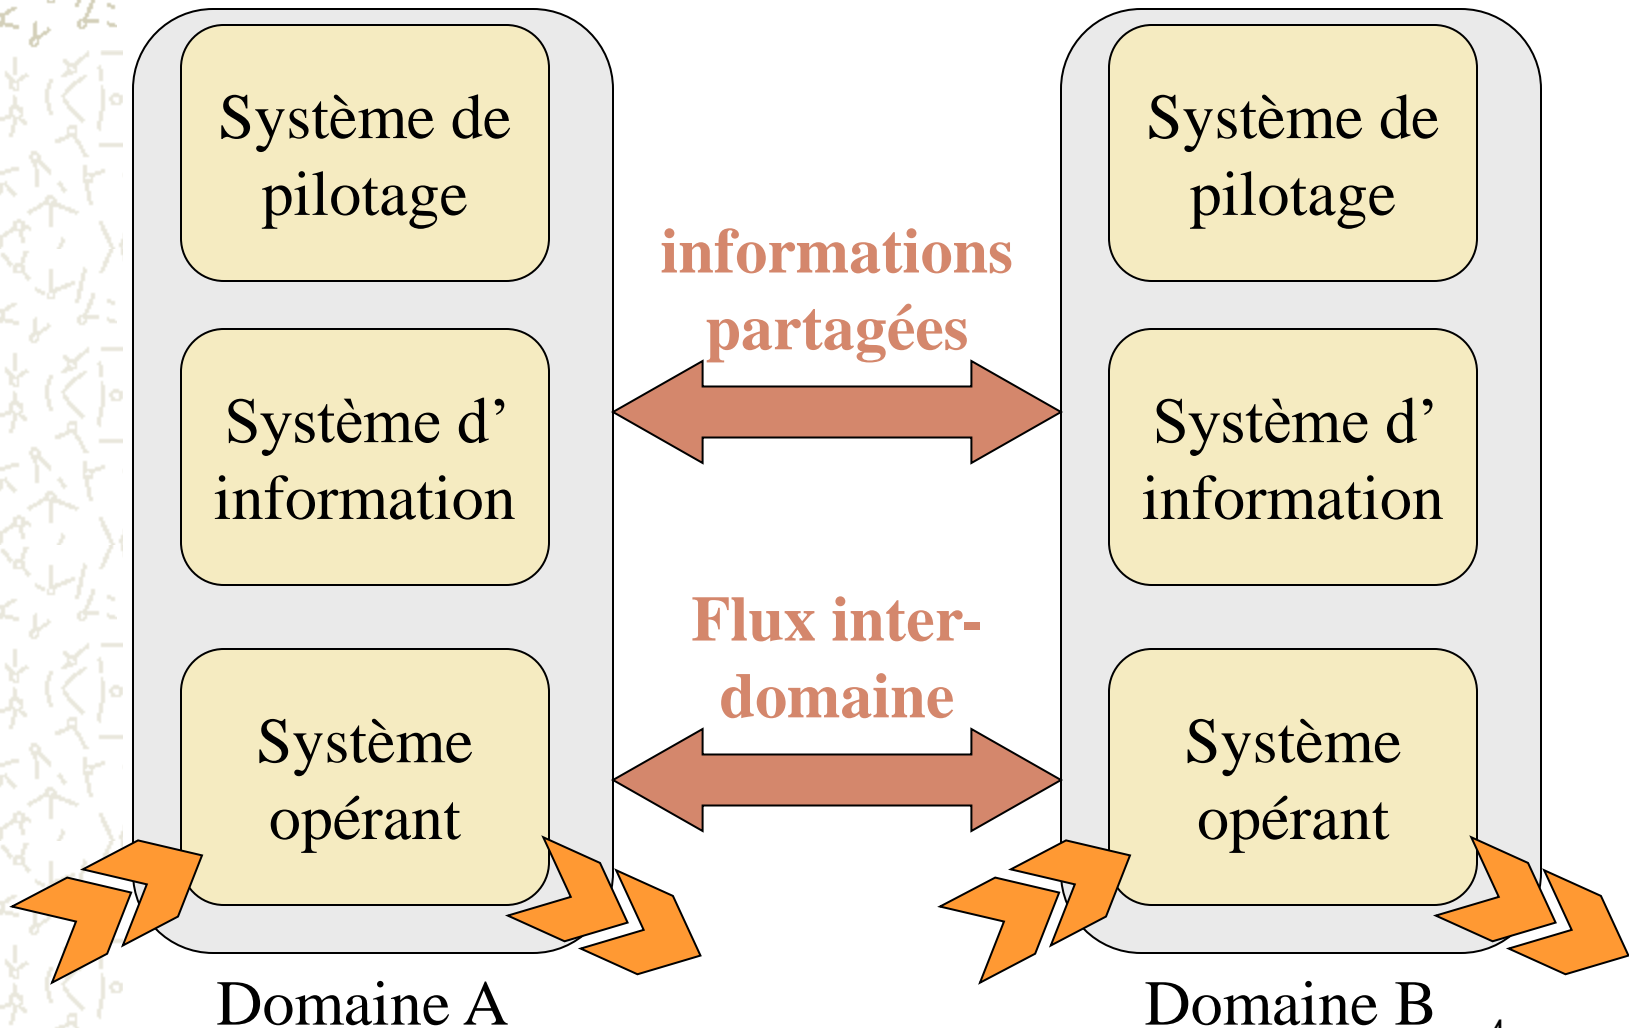 Système de
pilotage
Système d’
information
Système
opérant
Domaine A
informations
partagées
Flux inter-
domaine
Système de
pilotage
Système d’
information
Système
opérant
Domaine B